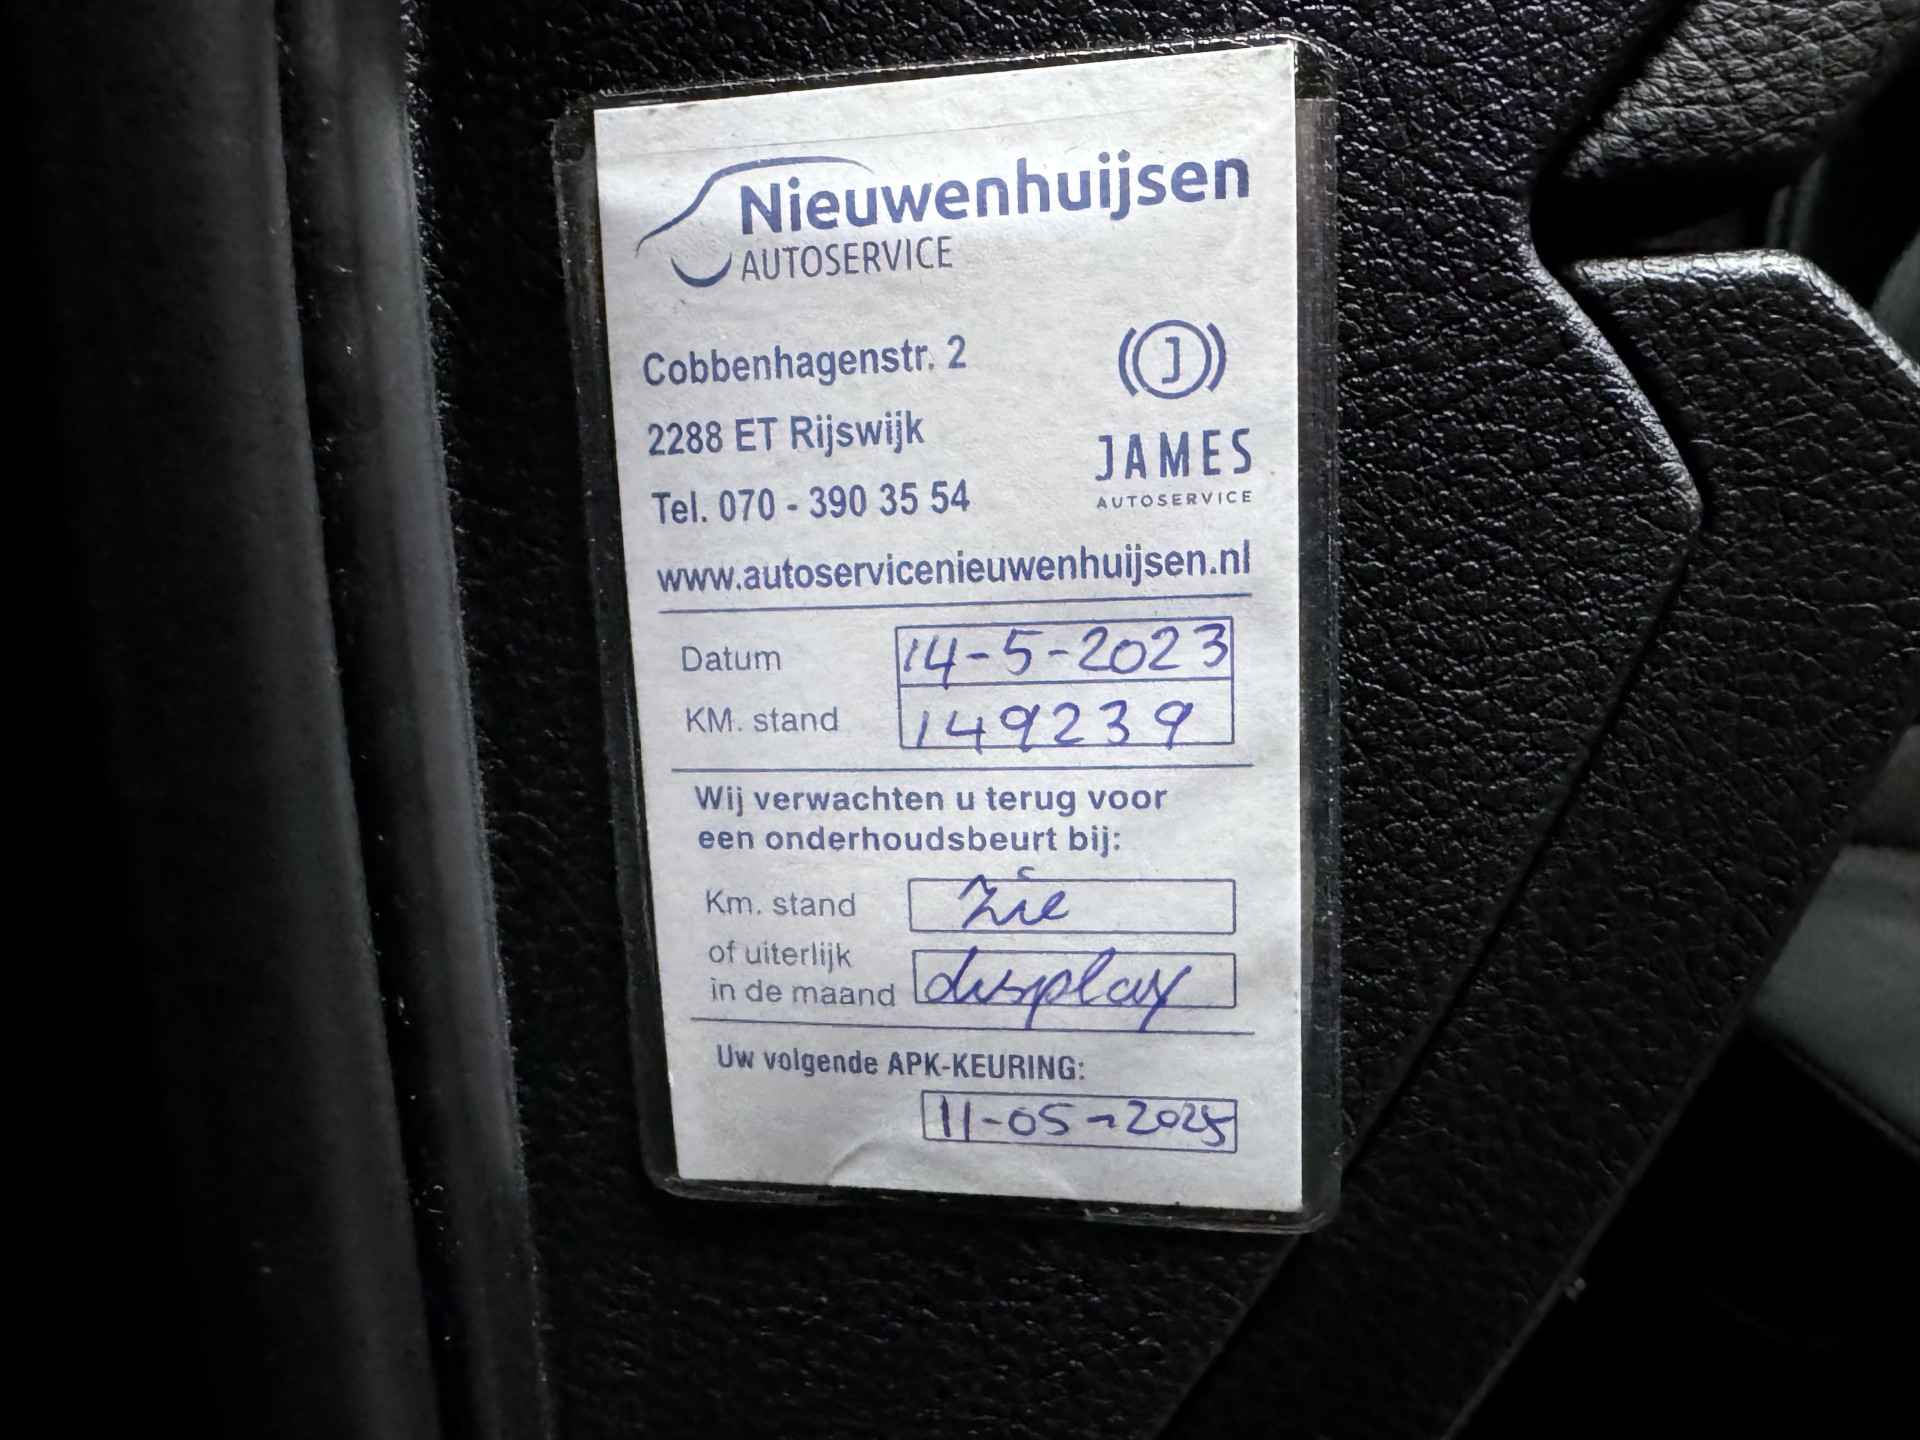 Nieuwenhuijsen
AUTOSERVICE
Cobbenhagenstr. 2
2288 ET Rijswijk
Tel. 070 - 390 35 54
J
JAMES
AUTOSERVICE
www.autoservicenieuwenhuijsen.nl
Datum 14-5-2023
KM. stand 149239
Wij verwachten u terug voor
een onderhoudsbeurt bij:
Km. stand zie
of uiterlijk
in de maand display
Uw volgende APK-KEURING:
11-05-2025